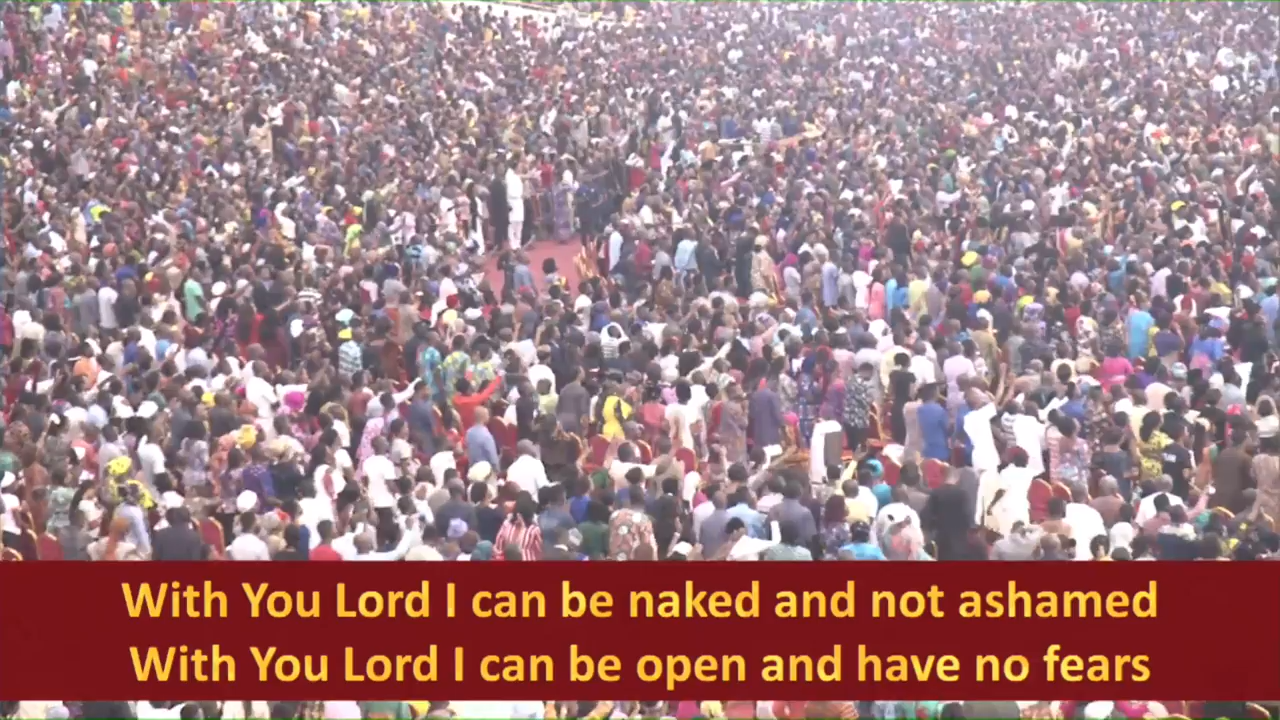 With You Lord I can be naked and not ashamed
With You Lord I can be open and have no fears